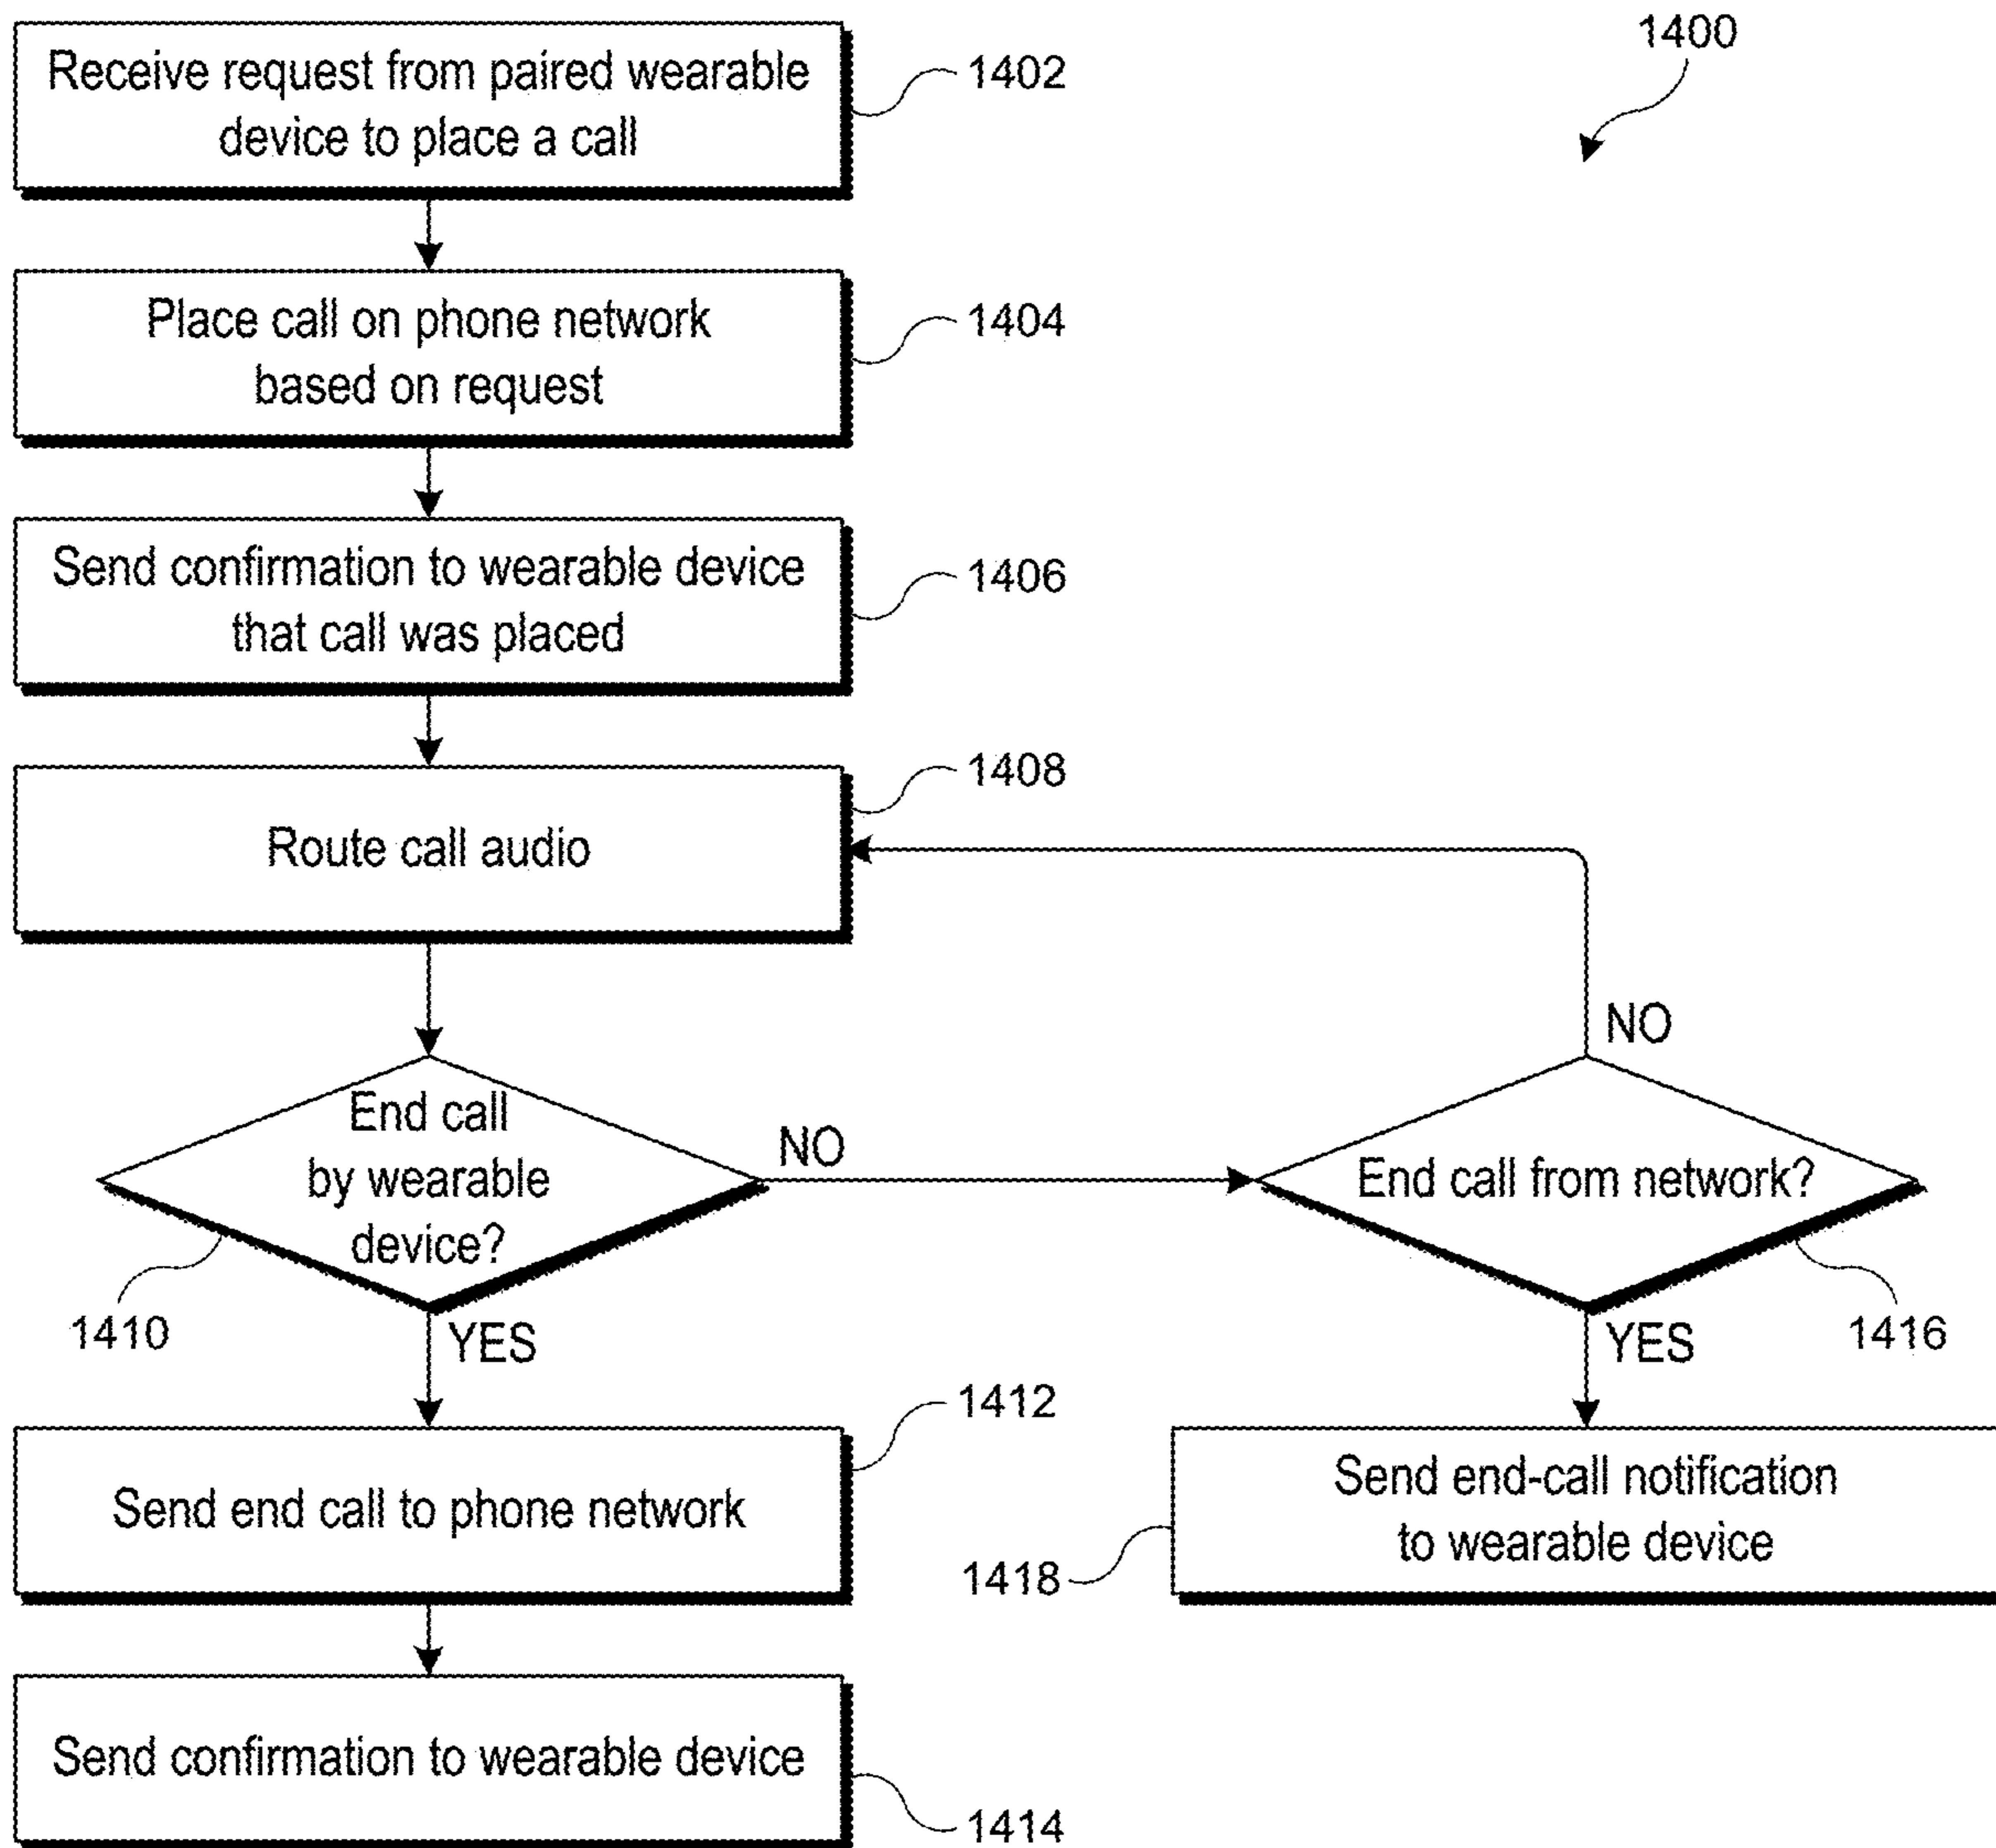 1400
Receive request from paired wearable
device to place a call
1402
Place call on phone network
based on request
1404
Send confirmation to wearable device
that call was placed
1406
Route call audio
1408
End call
by wearable
device?
1410
NO
YES
End call from network?
1416
NO
YES
Send end call to phone network
1412
Send end-call notification
to wearable device
1418
Send confirmation to wearable device
1414